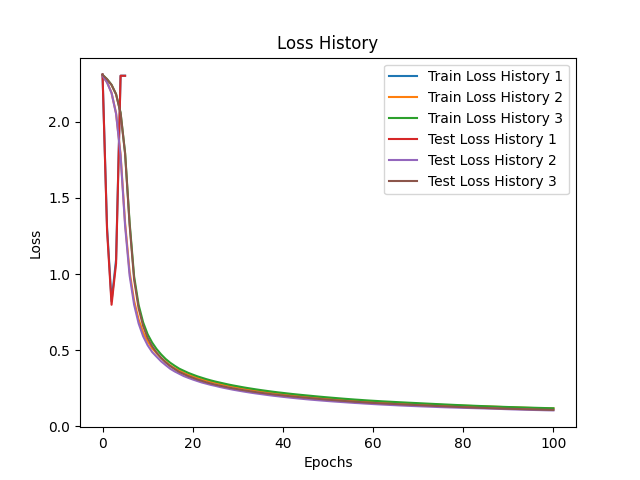 Loss History
Train Loss History 1
Train Loss History 2
Train Loss History 3
Test Loss History 1
Test Loss History 2
Test Loss History 3
Loss
2.0
1.5
1.0
0.5
0.0
0 20 40 60 80 100
Epochs